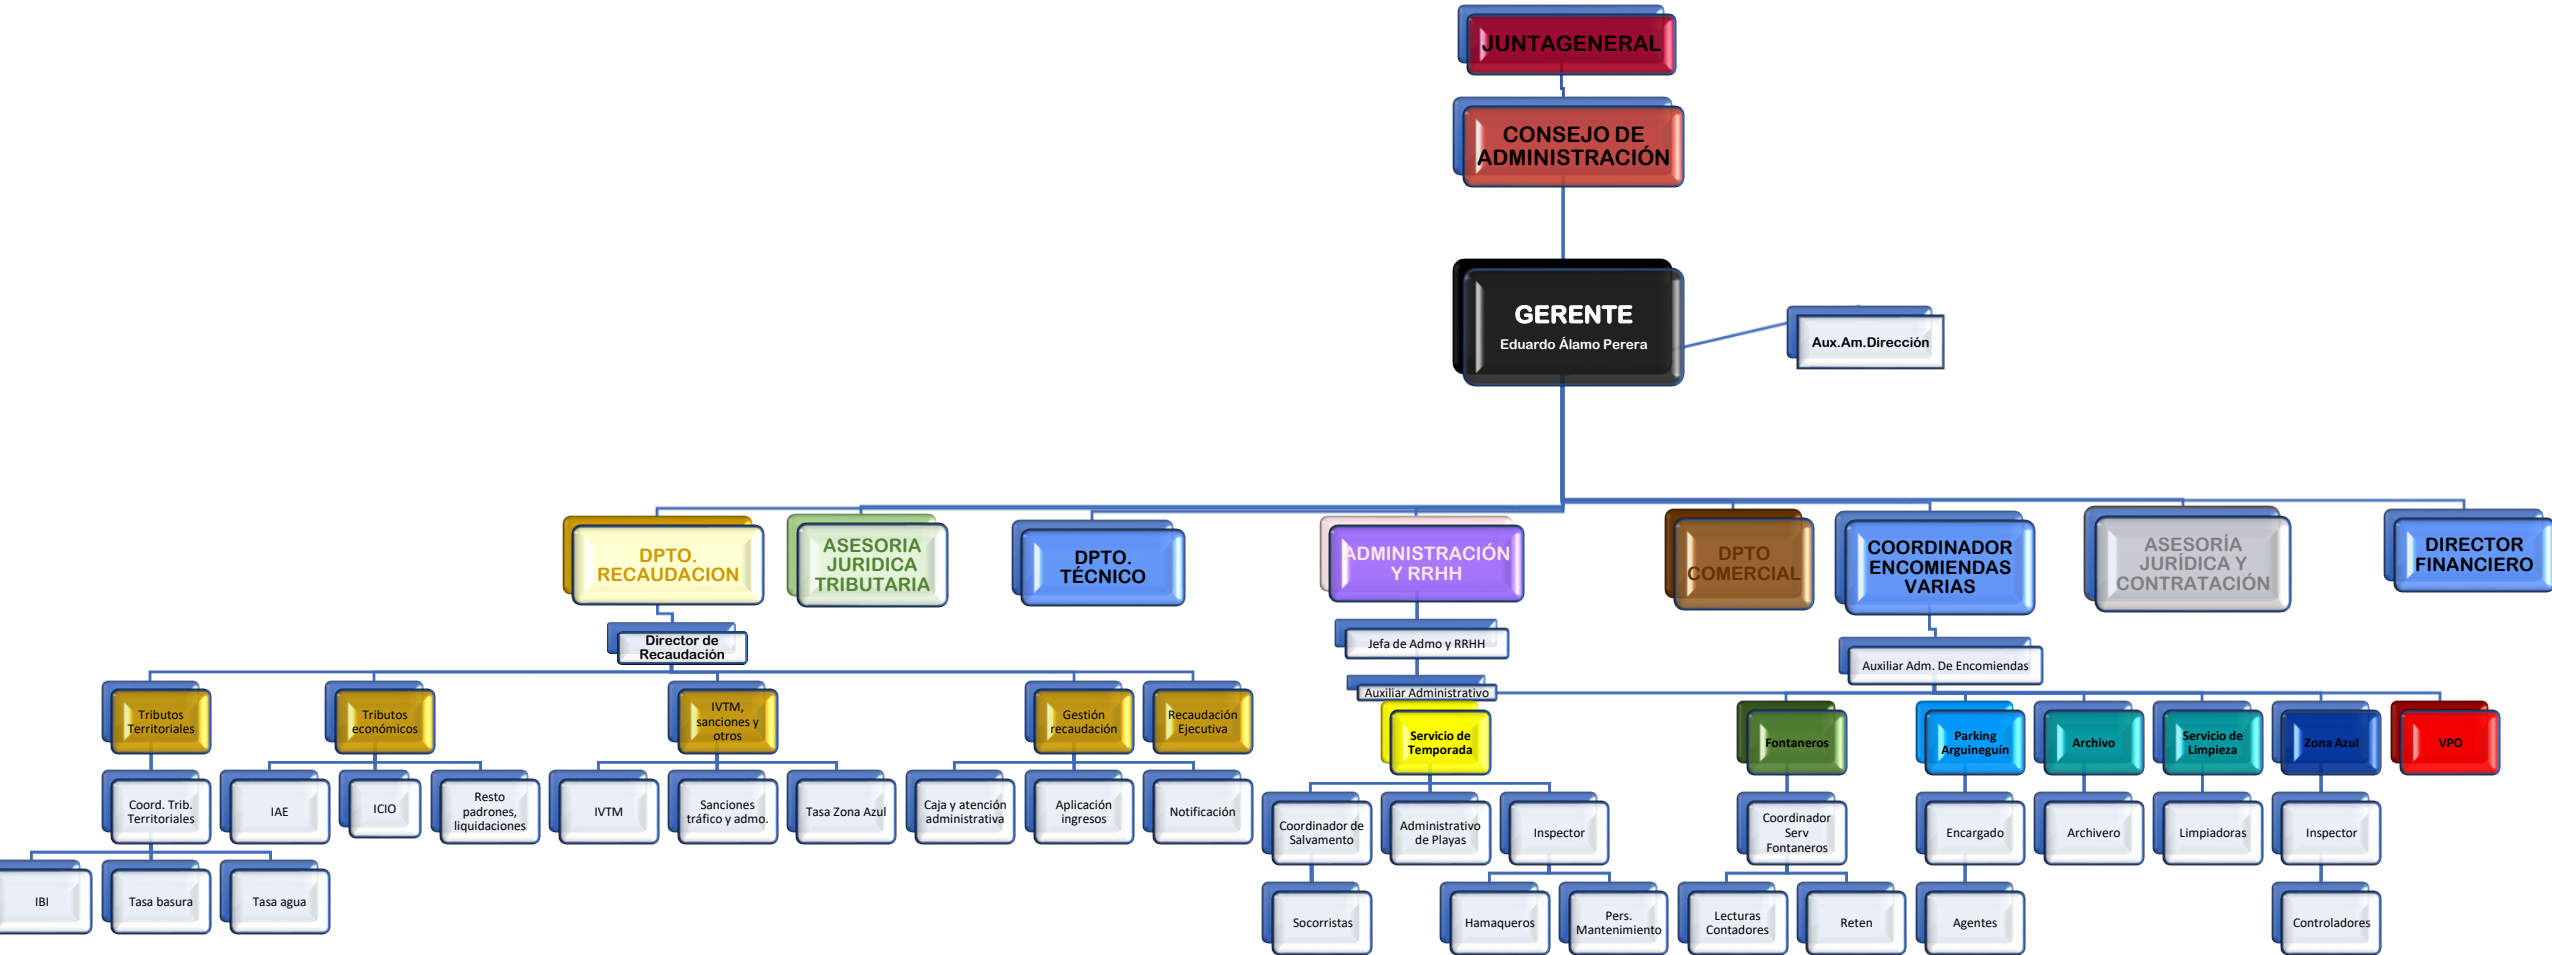 JUNTAGENERAL
CONSEJO DE
ADMINISTRACIÓN
GERENTE
Eduardo Álamo Perera
Aux.Am.Dirección
DPTO.
RECAUDACION
ASESORIA
JURIDICA
TRIBUTARIA
DPTO.
TÉCNICO
ADMINISTRACIÓN
Y RRHH
DPTO
COMERCIAL
COORDINADOR
ENCOMIENDAS
VARIAS
ASESORÍA
JURÍDICA Y
CONTRATACIÓN
DIRECTOR
FINANCIERO
Director de
Recaudación
Jefa de Admo y RRHH
Auxiliar Adm. De Encomiendas
Auxiliar Administrativo
Tributos
Territoriales
Tributos
económicos
IVTM,
sanciones y
otros
Gestión
recaudación
Recaudación
Ejecutiva
Servicio de
Temporada
Fontaneros
Parking
Arguineguín
Archivo
Servicio de
Limpieza
Zona Azul
VPO
Coord. Trib.
Territoriales
IAE
ICIO
Resto
padrones,
liquidaciones
IVTM
Sanciones
tráfico y admo.
Tasa Zona Azul
Caja y atención
administrativa
Aplicación
ingresos
Notificación
Coordinador de
Salvamento
Administrativo
de Playas
Inspector
Coordinador
Serv
Fontaneros
Encargado
Archivero
Limpiadoras
Inspector
IBI
Tasa basura
Tasa agua
Socorristas
Hamaqueros
Pers.
Mantenimiento
Lecturas
Contadores
Reten
Agentes
Controladores